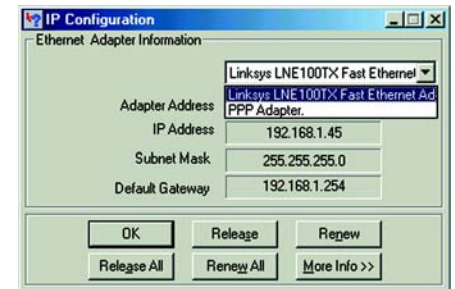 IP Configuration
Ethernet Adapter Information
Linksys LNE100TX Fast Ethernet
Linksys LNE100TX Fast Ethernet Ad
PPP Adapter.
Adapter Address
IP Address 192.168.1.45
Subnet Mask 255.255.255.0
Default Gateway 192.168.1.254
OK Release Renew
Release All Renew All More Info >>